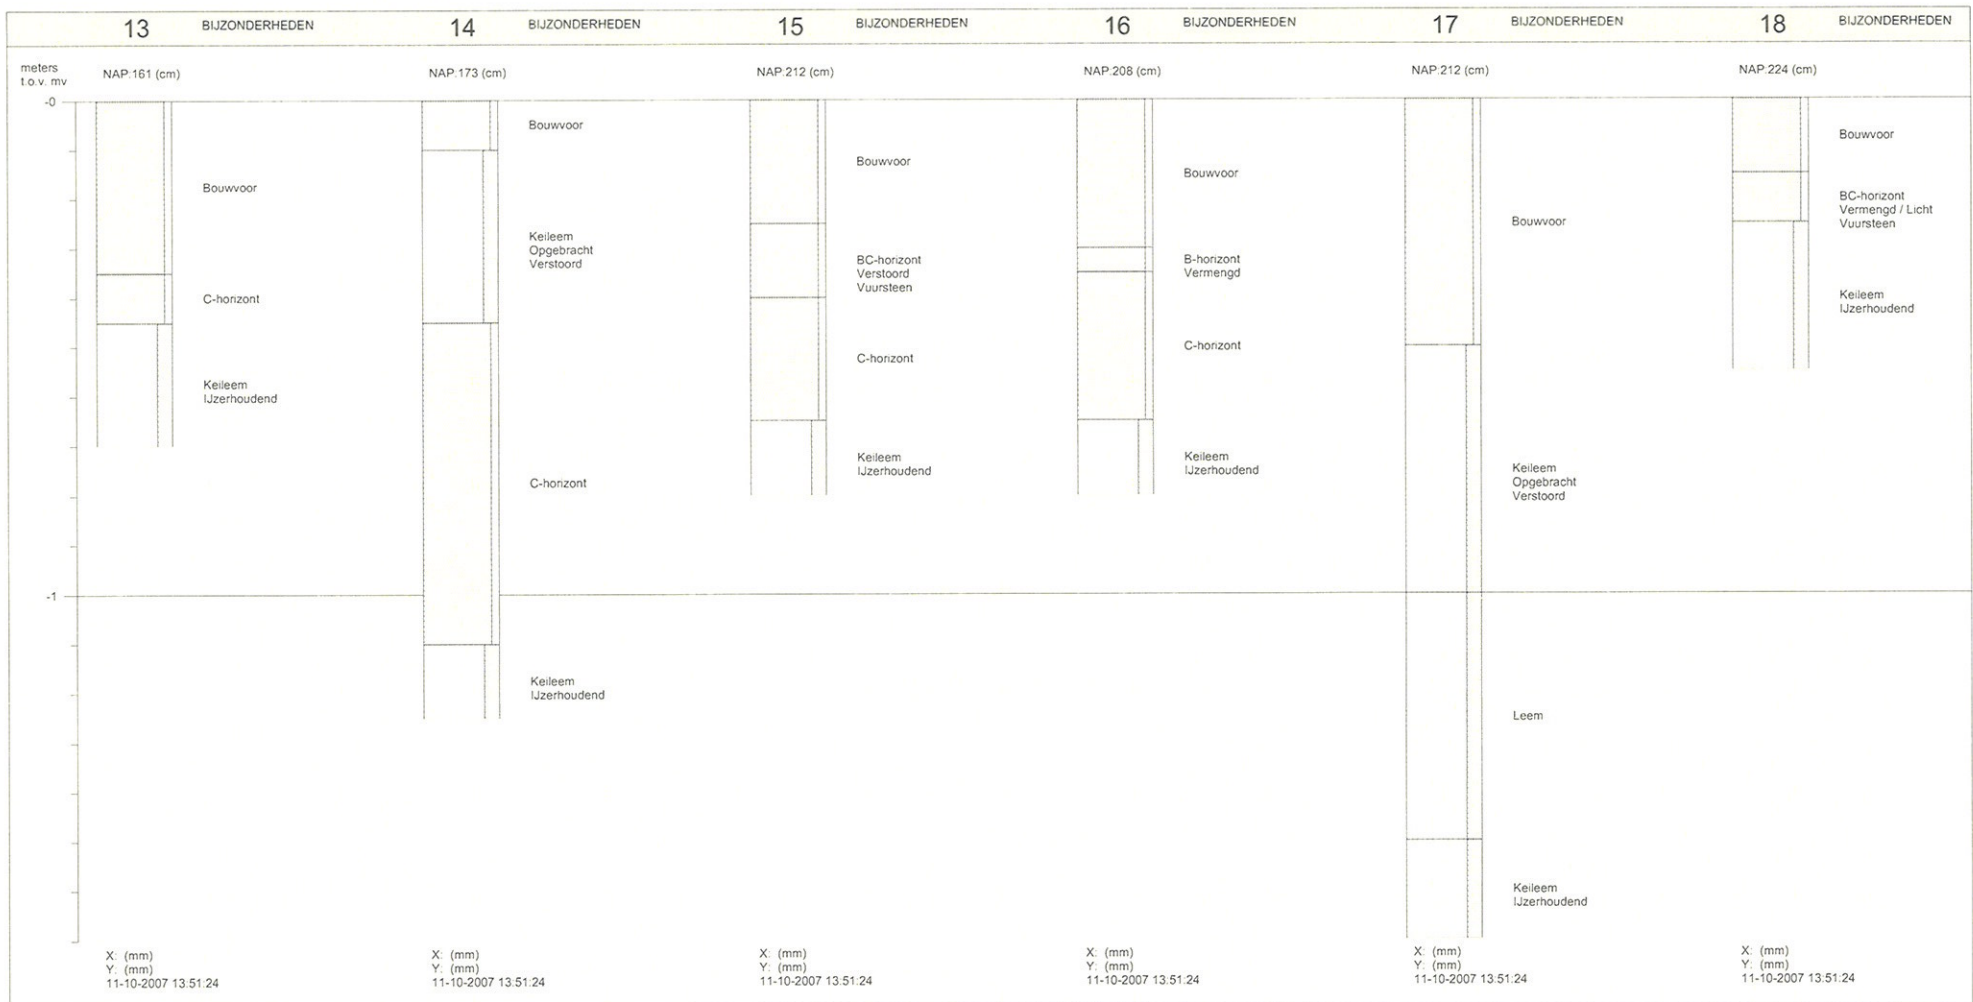 13 BIJZONDERHEDEN 14 BIJZONDERHEDEN 15 BIJZONDERHEDEN 16 BIJZONDERHEDEN 17 BIJZONDERHEDEN 18 BIJZONDERHEDEN
meters
t.o.v. mv
NAP:161 (cm) NAP:173 (cm) NAP:212 (cm) NAP:208 (cm) NAP:212 (cm) NAP:224 (cm)
-0
-1
Bouwvoor
C-horizont
Keileem
IJzerhoudend
X: (mm)
Y: (mm)
11-10-2007 13:51:24
Bouwvoor
Keileem
Opgebracht
Verstoord
C-horizont
Keileem
IJzerhoudend
X: (mm)
Y: (mm)
11-10-2007 13:51:24
Bouwvoor
BC-horizont
Verstoord
Vuursteen
C-horizont
Keileem
IJzerhoudend
X: (mm)
Y: (mm)
11-10-2007 13:51:24
Bouwvoor
B-horizont
Vermengd
C-horizont
Keileem
IJzerhoudend
X: (mm)
Y: (mm)
11-10-2007 13:51:24
Bouwvoor
Keileem
Opgebracht
Verstoord
Leem
Keileem
IJzerhoudend
X: (mm)
Y: (mm)
11-10-2007 13:51:24
Bouwvoor
BC-horizont
Vermengd / Licht
Vuursteen
Keileem
IJzerhoudend
X: (mm)
Y: (mm)
11-10-2007 13:51:24